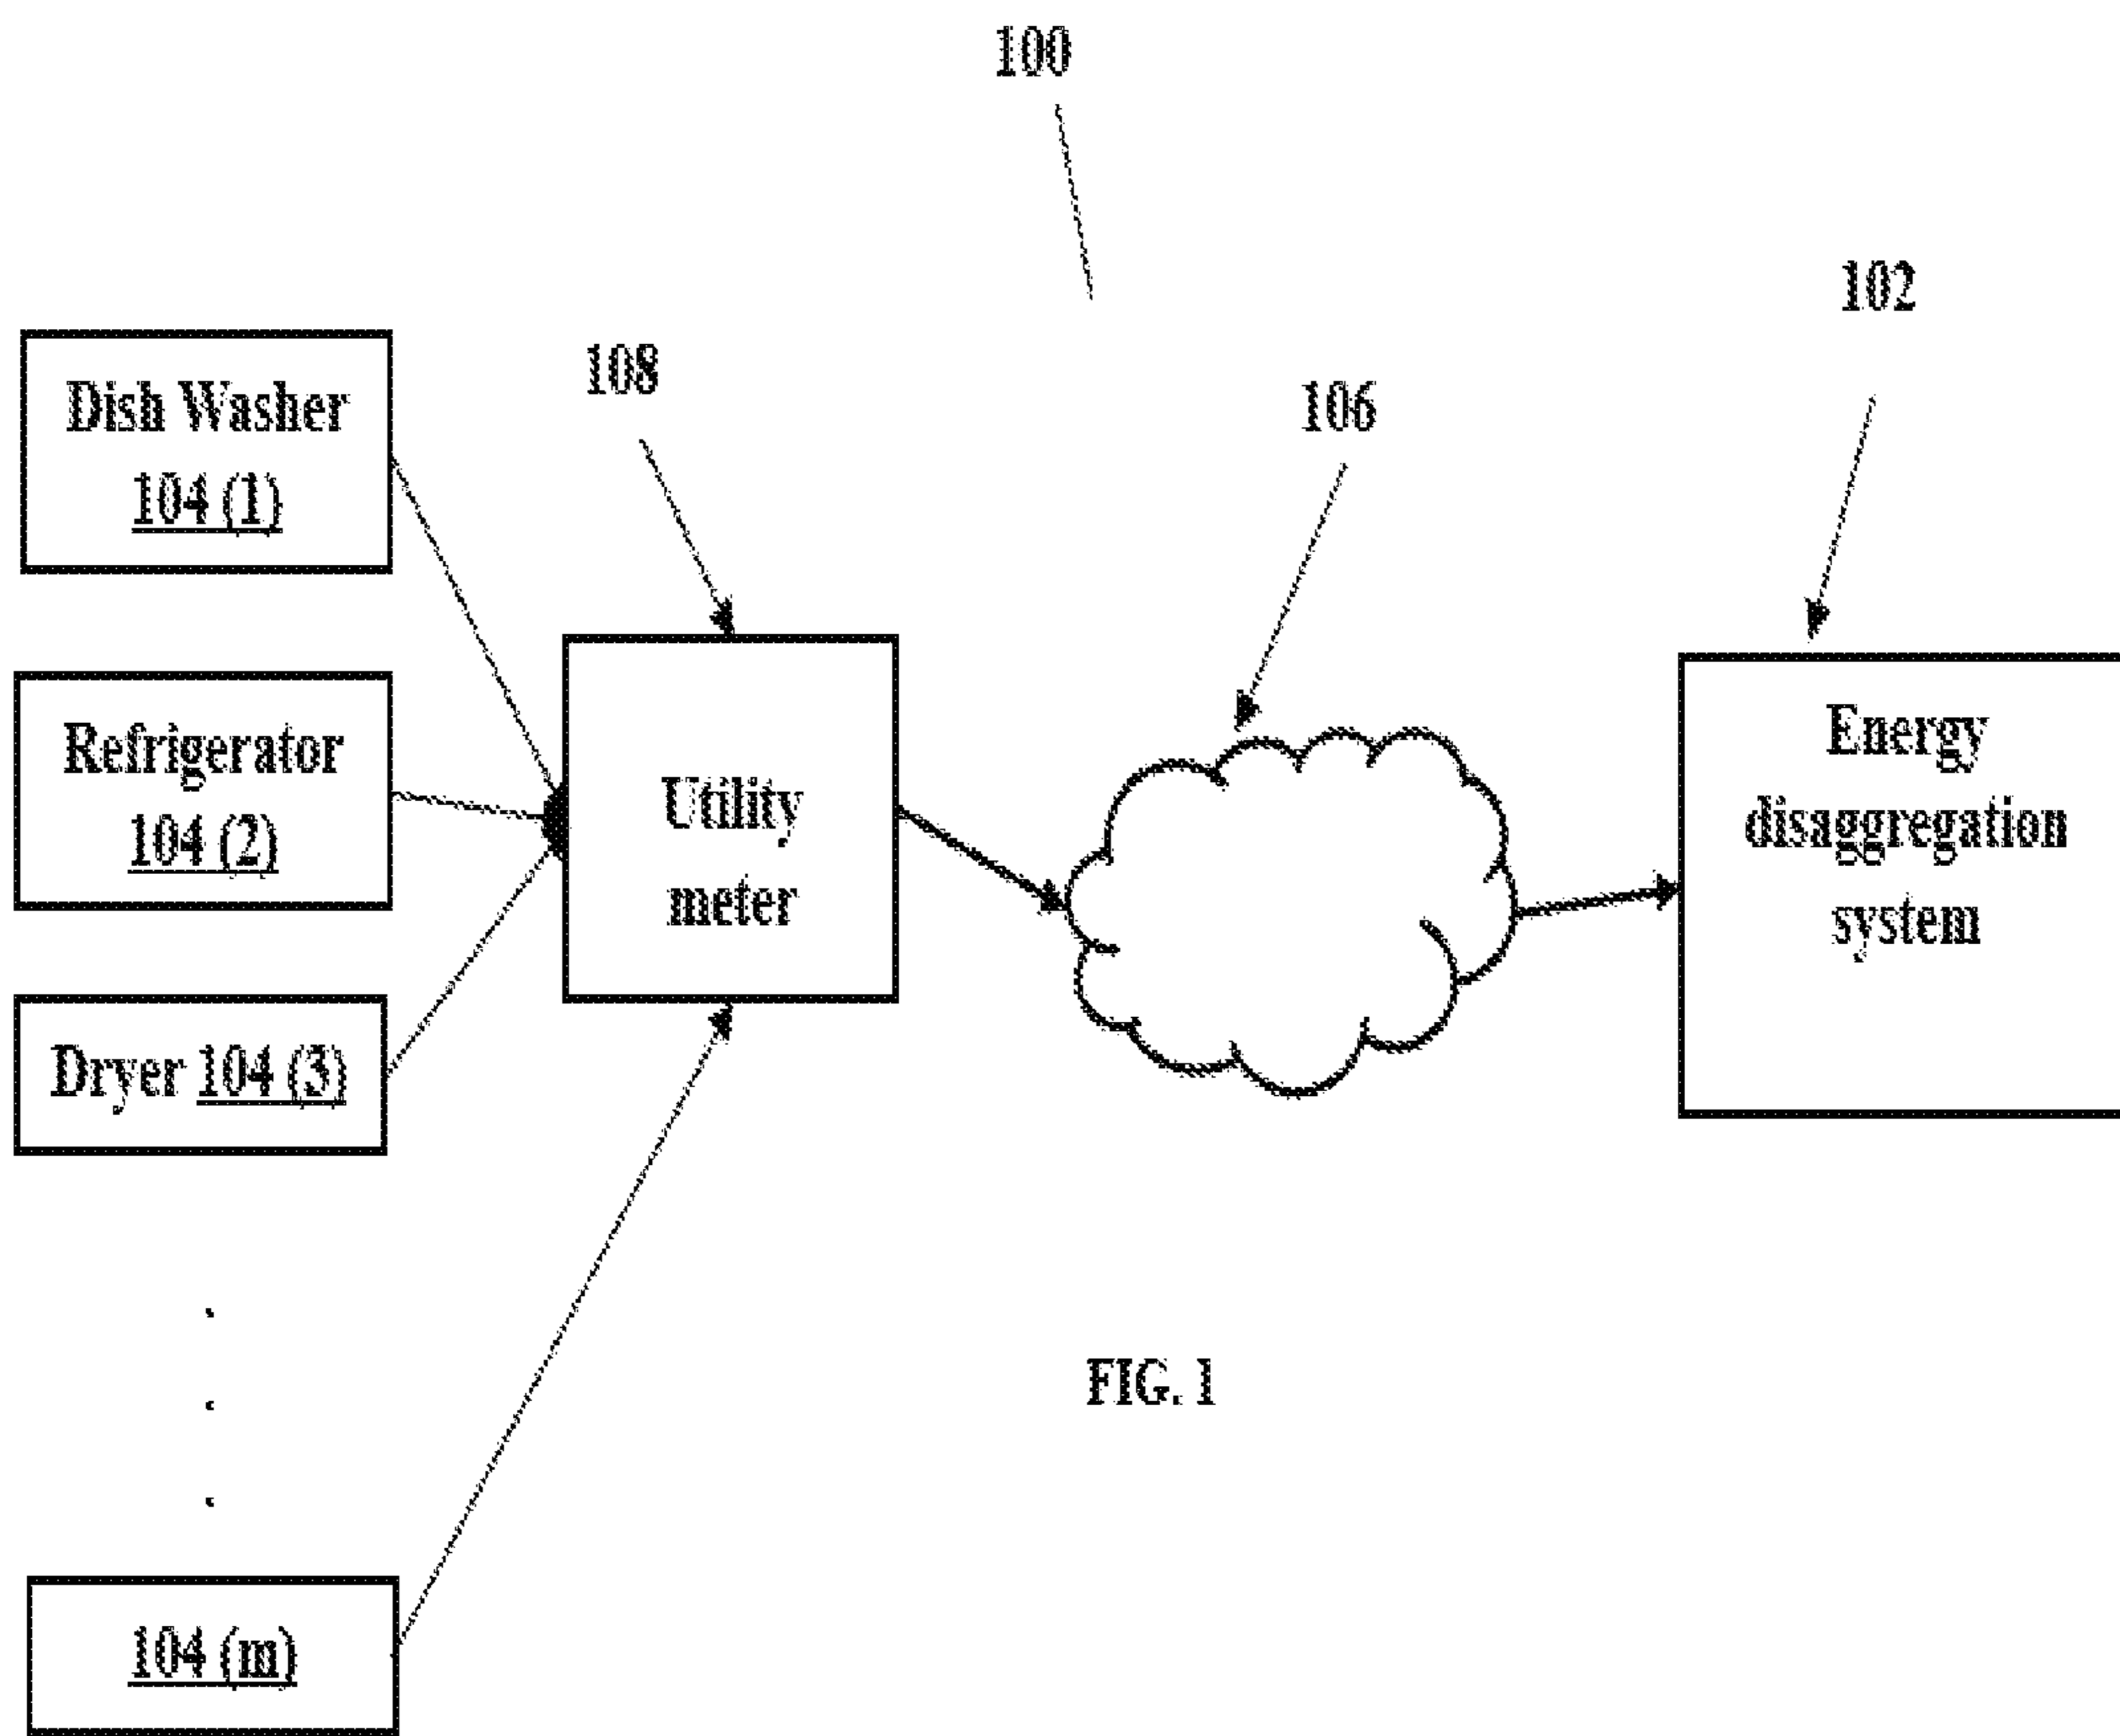 100
102
108
106
Dish Washer
104 (1)
Refrigerator
104 (2)
Dryer 104 (3)
104 (m)
Utility
meter
Energy
disaggregation
system
FIG. 1